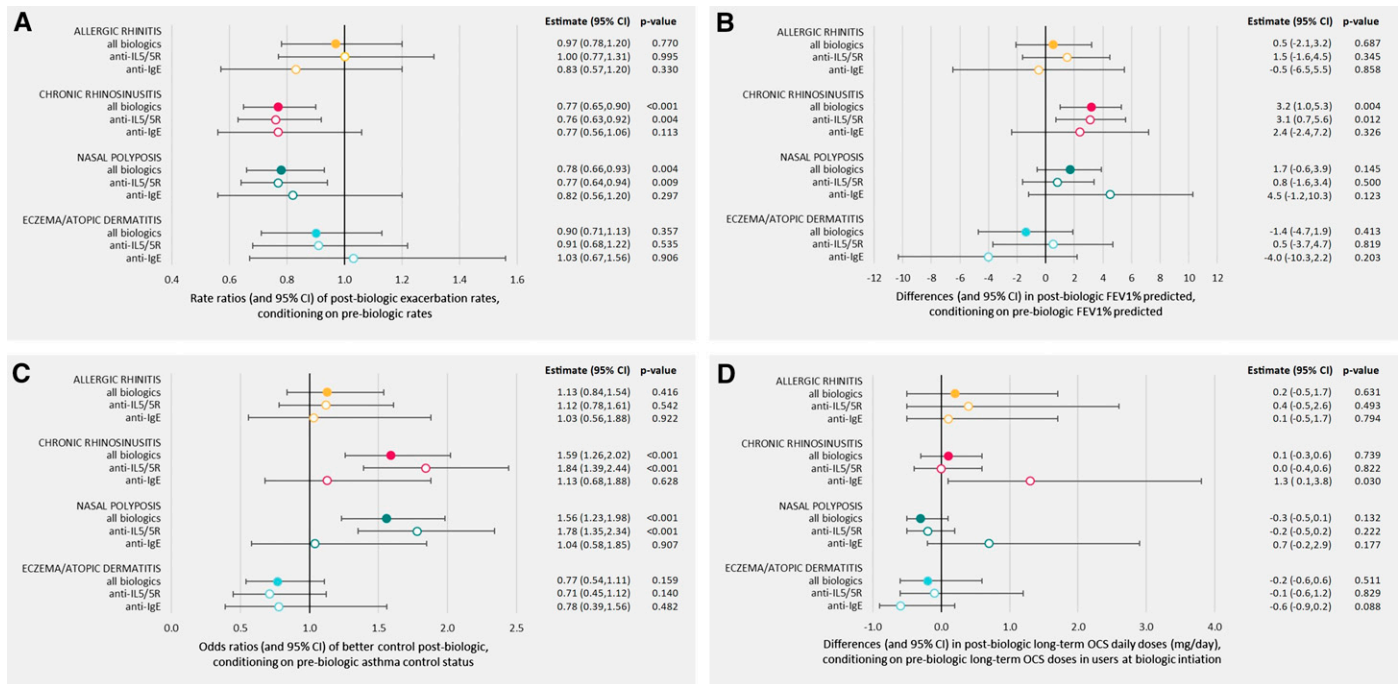 A
Estimate (95% CI) p-value
ALLERGIC RHINITIS
all biologics 0.97 (0.78,1.20) 0.770
anti-IL5/5R 1.00 (0.77,1.31) 0.995
anti-IgE 0.83 (0.57,1.20) 0.330
CHRONIC RHINOSINUSITIS
all biologics 0.77 (0.65,0.90) <0.001
anti-IL5/5R 0.76 (0.63,0.92) 0.004
anti-IgE 0.77 (0.56,1.06) 0.113
NASAL POLYPOSIS
all biologics 0.78 (0.66,0.93) 0.004
anti-IL5/5R 0.77 (0.64,0.94) 0.009
anti-IgE 0.82 (0.56,1.20) 0.297
ECZEMA/ATOPIC DERMATITIS
all biologics 0.90 (0.71,1.13) 0.357
anti-IL5/5R 0.91 (0.68,1.22) 0.535
anti-IgE 1.03 (0.67,1.56) 0.906
0.4 0.6 0.8 1.0 1.2 1.4 1.6
Rate ratios (and 95% CI) of post-biologic exacerbation rates,
conditioning on pre-biologic rates
B
Estimate (95% CI) p-value
ALLERGIC RHINITIS
all biologics 0.5 (-2.1,3.2) 0.687
anti-IL5/5R 1.5 (-1.6,4.5) 0.345
anti-IgE -0.5 (-6.5,5.5) 0.858
CHRONIC RHINOSINUSITIS
all biologics 3.2 (1.0,5.3) 0.004
anti-IL5/5R 3.1 (0.7,5.6) 0.012
anti-IgE 2.4 (-2.4,7.2) 0.326
NASAL POLYPOSIS
all biologics 1.7 (-0.6,3.9) 0.145
anti-IL5/5R 0.8 (-1.6,3.4) 0.500
anti-IgE 4.5 (-1.2,10.3) 0.123
ECZEMA/ATOPIC DERMATITIS
all biologics -1.4 (-4.7,1.9) 0.413
anti-IL5/5R 0.5 (-3.7,4.7) 0.819
anti-IgE -4.0 (-10.3,2.2) 0.203
-12 -10 -8 -6 -4 -2 0 2 4 6 8 10 12
Differences (and 95% CI) in post-biologic FEV1% predicted,
conditioning on pre-biologic FEV1% predicted
C
Estimate (95% CI) p-value
ALLERGIC RHINITIS
all biologics 1.13 (0.84,1.54) 0.416
anti-IL5/5R 1.12 (0.78,1.61) 0.542
anti-IgE 1.03 (0.56,1.88) 0.922
CHRONIC RHINOSINUSITIS
all biologics 1.59 (1.26,2.02) <0.001
anti-IL5/5R 1.84 (1.39,2.44) <0.001
anti-IgE 1.13 (0.68,1.88) 0.628
NASAL POLYPOSIS
all biologics 1.56 (1.23,1.98) <0.001
anti-IL5/5R 1.78 (1.35,2.34) <0.001
anti-IgE 1.04 (0.58,1.85) 0.907
ECZEMA/ATOPIC DERMATITIS
all biologics 0.77 (0.54,1.11) 0.159
anti-IL5/5R 0.71 (0.45,1.12) 0.140
anti-IgE 0.78 (0.39,1.56) 0.482
0.0 0.5 1.0 1.5 2.0 2.5
Odds ratios (and 95% CI) of better control post-biologic,
conditioning on pre-biologic asthma control status
D
Estimate (95% CI) p-value
ALLERGIC RHINITIS
all biologics 0.2 (-0.5,1.7) 0.631
anti-IL5/5R 0.4 (-0.5,2.6) 0.493
anti-IgE 0.1 (-0.5,1.7) 0.794
CHRONIC RHINOSINUSITIS
all biologics 0.1 (-0.3,0.6) 0.739
anti-IL5/5R 0.0 (-0.4,0.6) 0.822
anti-IgE 1.3 ( 0.1,3.8) 0.030
NASAL POLYPOSIS
all biologics -0.3 (-0.5,0.1) 0.132
anti-IL5/5R -0.2 (-0.5,0.2) 0.222
anti-IgE 0.7 (-0.2,2.9) 0.177
ECZEMA/ATOPIC DERMATITIS
all biologics -0.2 (-0.6,0.6) 0.511
anti-IL5/5R -0.1 (-0.6,1.2) 0.829
anti-IgE -0.6 (-0.9,0.2) 0.088
-1.0 0.0 1.0 2.0 3.0 4.0
Differences (and 95% CI) in post-biologic long-term OCS daily doses (mg/day),
conditioning on pre-biologic long-term OCS doses in users at biologic intiation